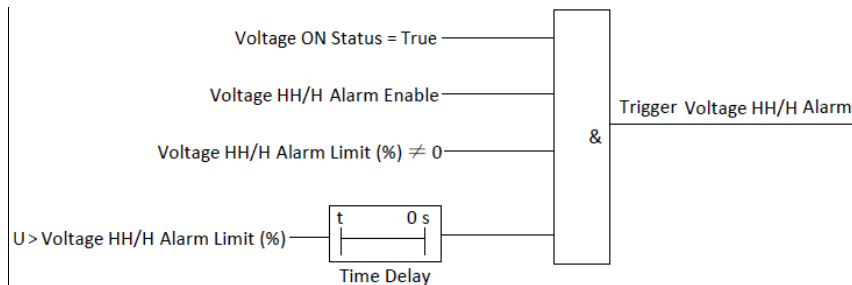 Voltage ON Status = True
Voltage HH/H Alarm Enable
Trigger Voltage HH/H Alarm
&
Voltage HH/H Alarm Limit (%) ≠ 0
t 0 s
U > Voltage HH/H Alarm Limit (%)
Time Delay